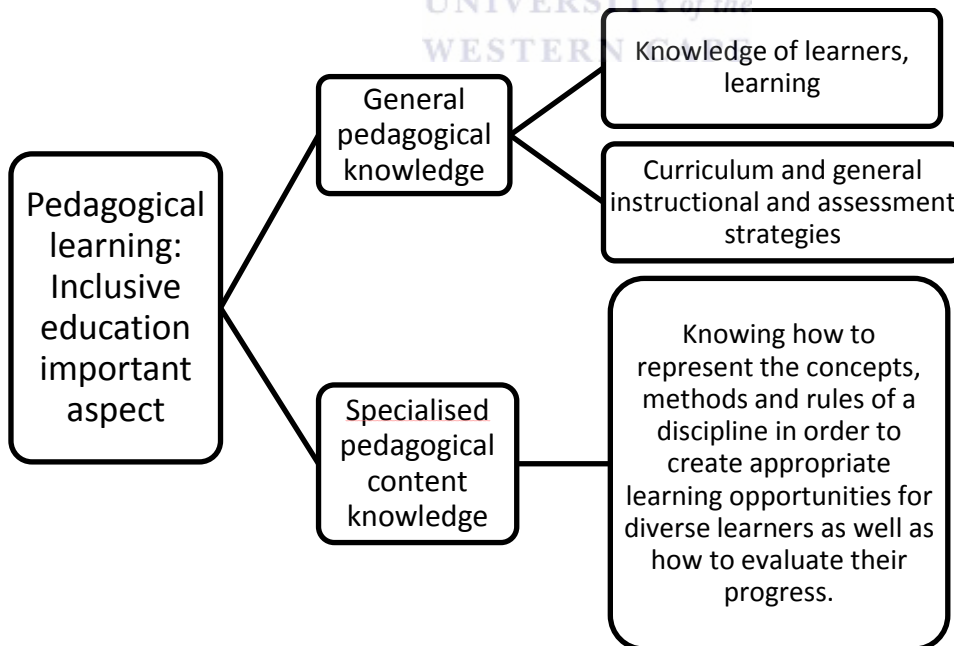 UNIVERSITY of the
WESTERN CAPE
Knowledge of learners,
learning
General
pedagogical
knowledge
Curriculum and general
instructional and assessment
strategies
Pedagogical
learning:
Inclusive
education
important
aspect
Specialised
pedagogical
content
knowledge
Knowing how to
represent the concepts,
methods and rules of a
discipline in order to
create appropriate
learning opportunities for
diverse learners as well as
how to evaluate their
progress.